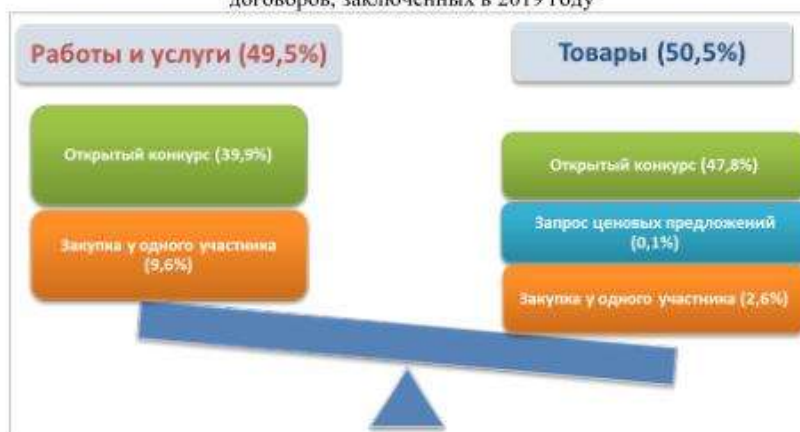 договоров, заключенных в 2019 году
Работы и услуги (49,5%)
Товары (50,5%)
Открытый конкурс (39,9%)
Закупка у одного участника
(9,6%)
Открытый конкурс (47,8%)
Запрос ценовых предложений
(0,1%)
Закупка у одного участника (2,6%)